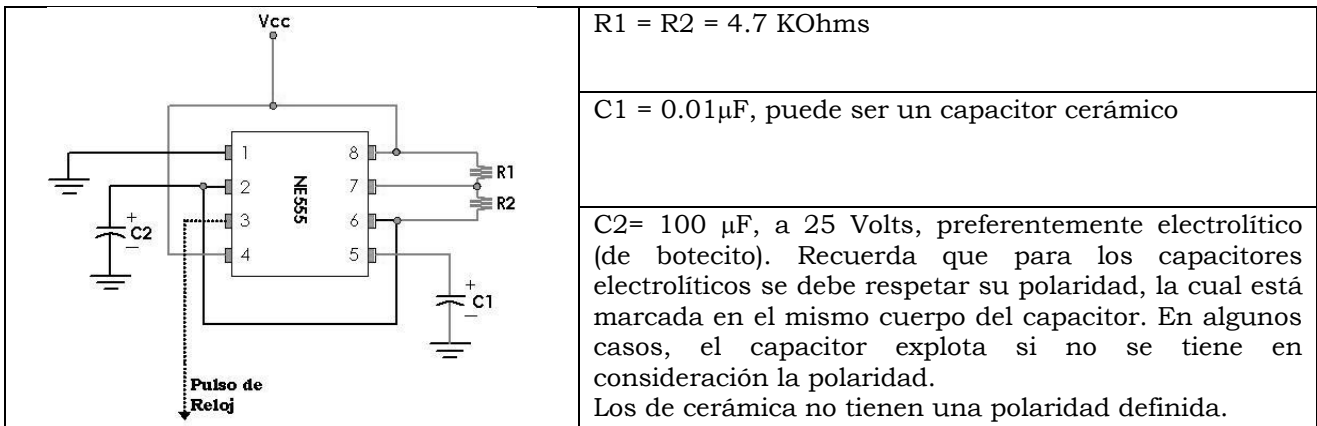 Vcc
1
8
R1
2
7
NE555
R2
3
6
+
C2
4
5
+
C1
Pulso de
Reloj
R1 = R2 = 4.7 KOhms
C1 = 0.01µF, puede ser un capacitor cerámico
C2= 100 µF, a 25 Volts, preferentemente electrolítico
(de botecito). Recuerda que para los capacitores
electrolíticos se debe respetar su polaridad, la cual está
marcada en el mismo cuerpo del capacitor. En algunos
casos, el capacitor explota si no se tiene en
consideración la polaridad.
Los de cerámica no tienen una polaridad definida.